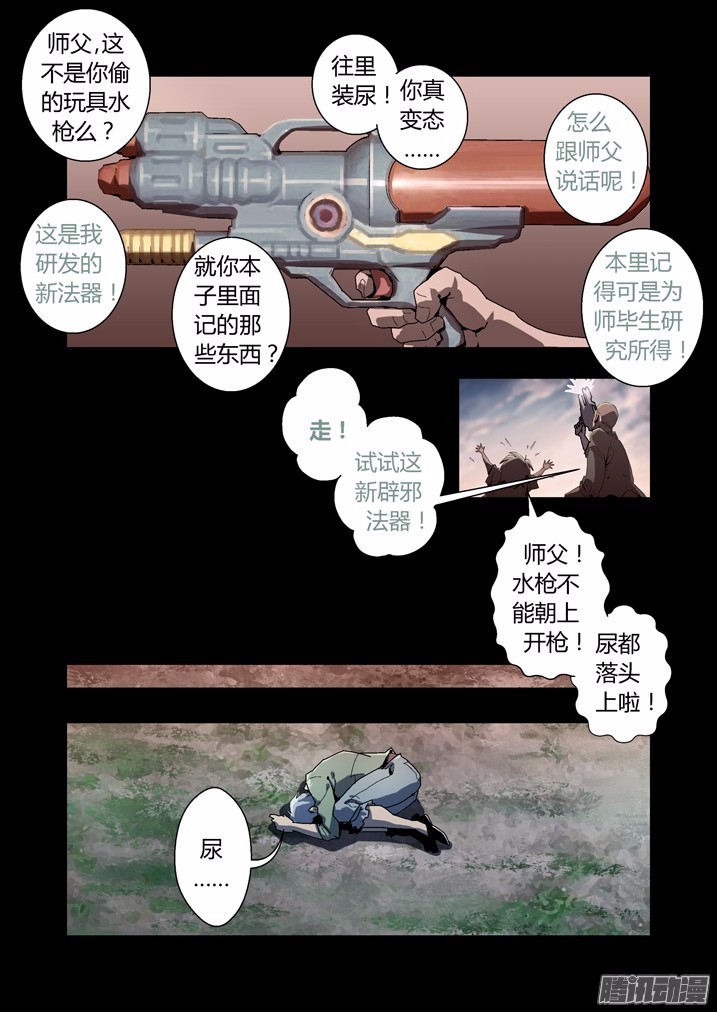 师父，这
不是你偷
的玩具水
枪么？
这是我
研发的
新法器！
往里
装尿！
你真
变态
……
怎么
跟师父
说话呢！
就你本
子里面
记的那
些东西？
本里记
得可是为
师毕生研
究所得！
走！
试试这
新辟邪
法器！
师父！
水枪不
能朝上
开枪！
尿都
落头
上啦！
尿
……
腾讯动漫